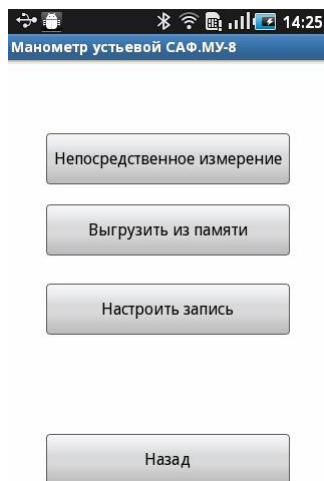 14:25
Манометр устьевой САФ.МУ-8
Непосредственное измерение
Выгрузить из памяти
Настроить запись
Назад